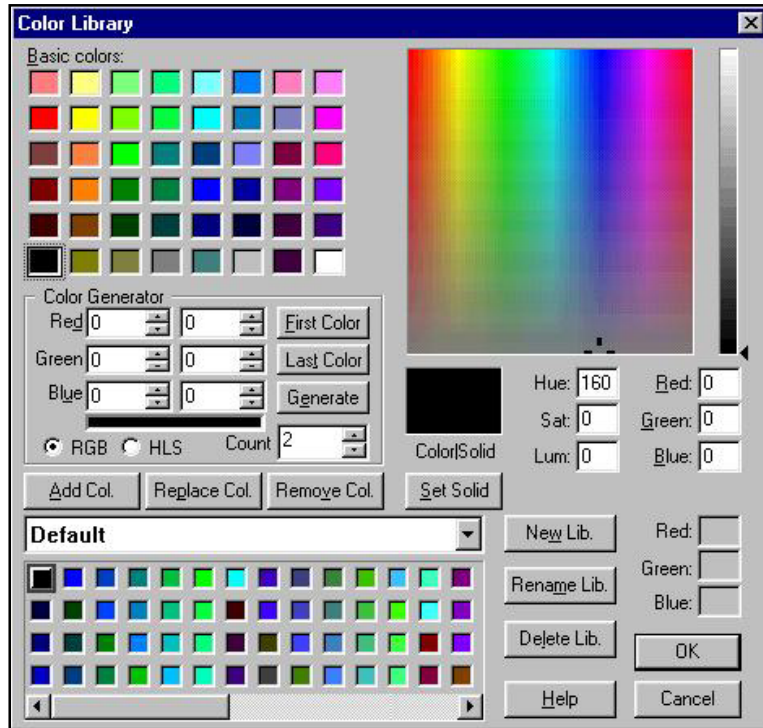 Color Library
Basic colors:
Color Generator
Red 0 0 First Color
Green 0 0 Last Color
Blue 0 0 Generate
RGB HLS Count 2
Color|Solid
Hue: 160 Red: 0
Sat: 0 Green: 0
Lum: 0 Blue: 0
Add Col. Replace Col. Remove Col. Set Solid
Default
New Lib. Red:
Rename Lib. Green:
Blue:
Delete Lib. OK
Help Cancel